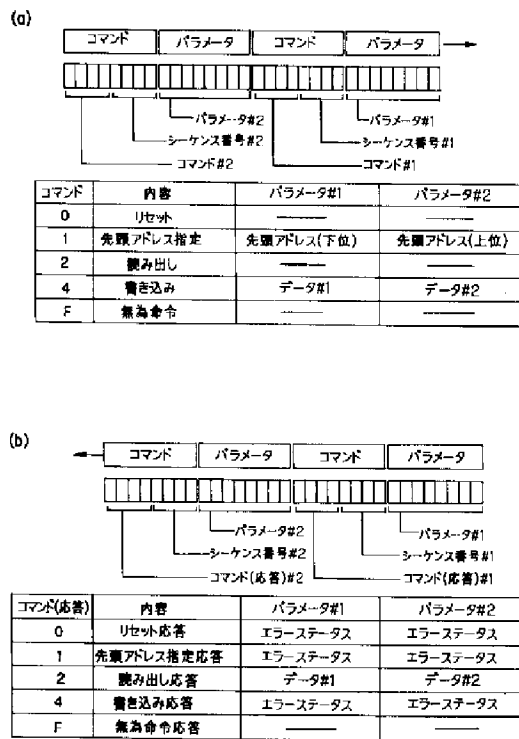 (a)
コマンド パラメータ コマンド パラメータ
パラメータ#2 パラメータ#1
シーケンス番号#2 シーケンス番号#1
コマンド#2 コマンド#1
コマンド 内容 パラメータ#1 パラメータ#2
0 リセット
1 先頭アドレス指定 先頭アドレス(下位) 先頭アドレス(上位)
2 読み出し
4 書き込み データ#1 データ#2
F 無為命令
(b)
コマンド パラメータ コマンド パラメータ
パラメータ#2 パラメータ#1
シーケンス番号#2 シーケンス番号#1
コマンド(応答)#2 コマンド(応答)#1
コマンド(応答) 内容 パラメータ#1 パラメータ#2
0 リセット応答 エラーステータス エラーステータス
1 先頭アドレス指定応答 エラーステータス エラーステータス
2 読み出し応答 データ#1 データ#2
4 書き込み応答 エラーステータス エラーステータス
F 無為命令応答